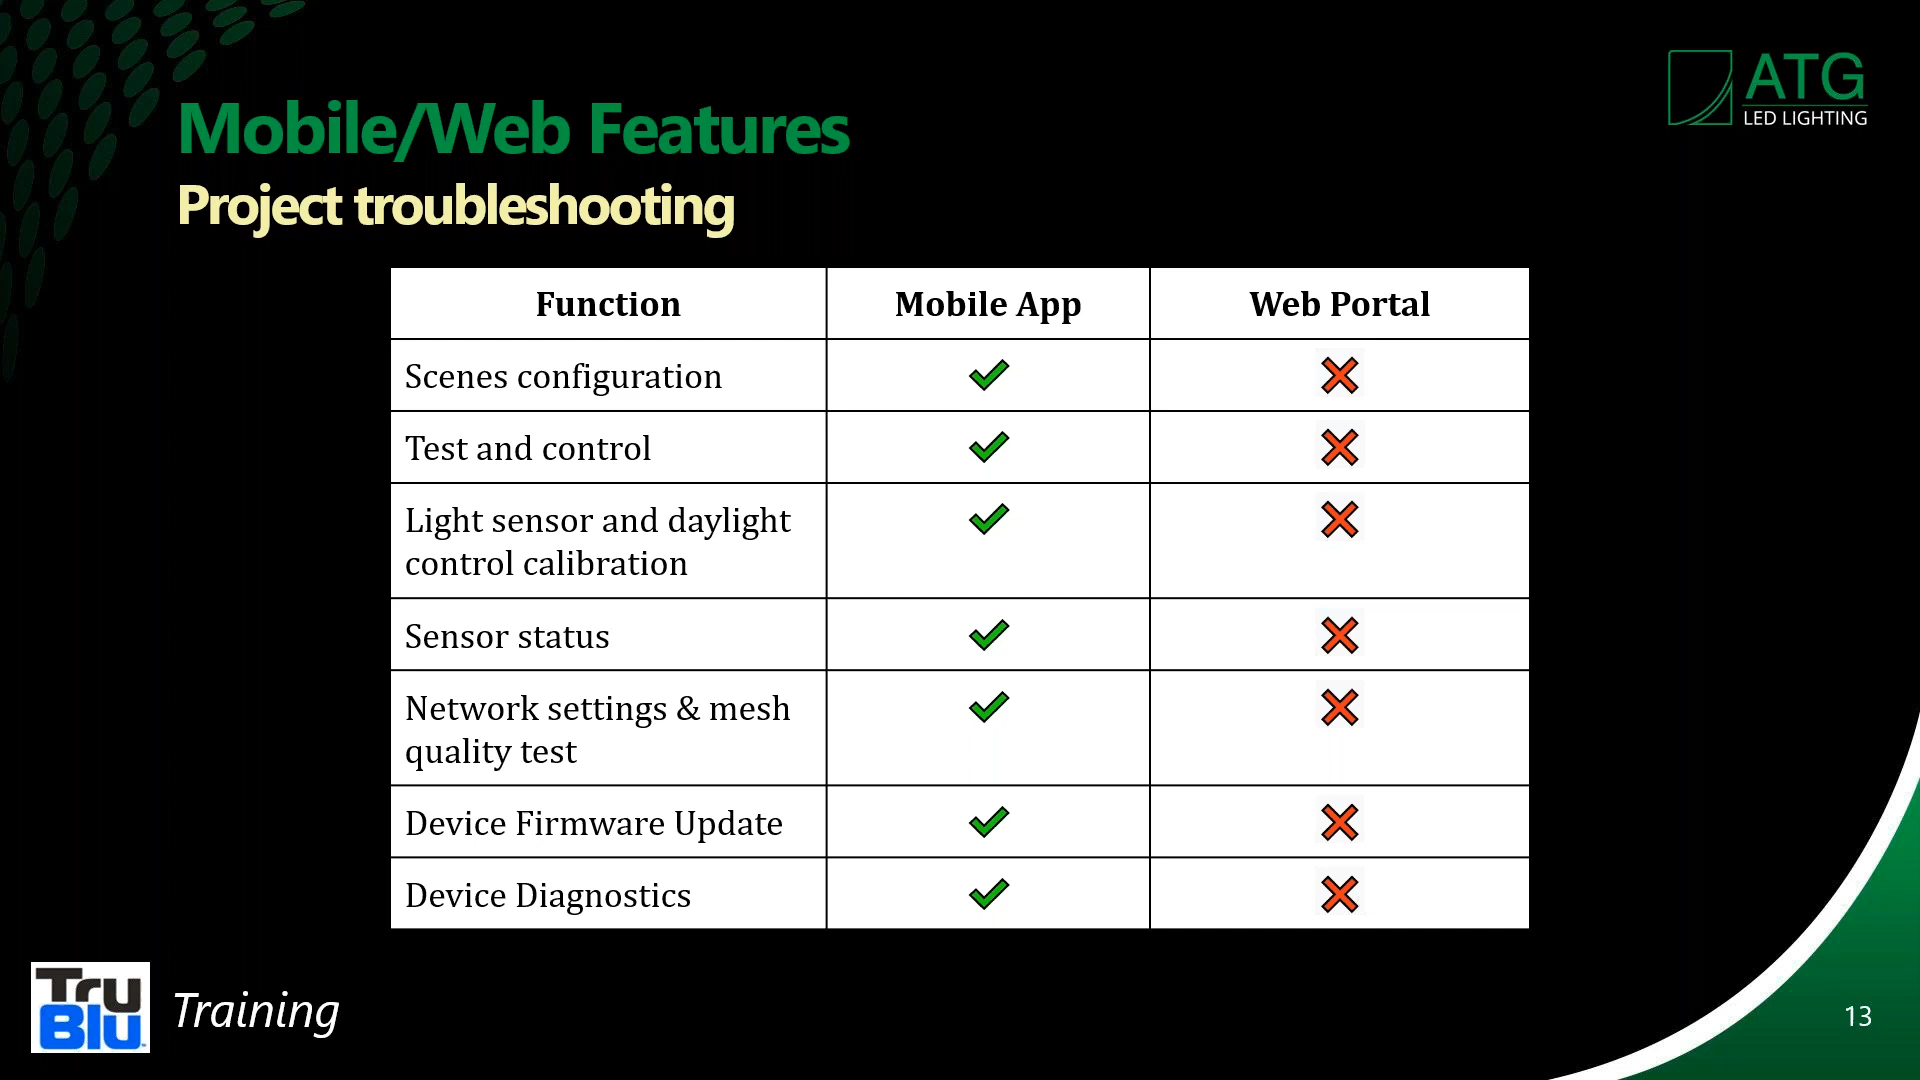 ATG
LED LIGHTING
Mobile/Web Features
Project troubleshooting
Function Mobile App Web Portal
Scenes configuration
Test and control
Light sensor and daylight
control calibration
Sensor status
Network settings & mesh
quality test
Device Firmware Update
Device Diagnostics
Tru
Blu
Training
13